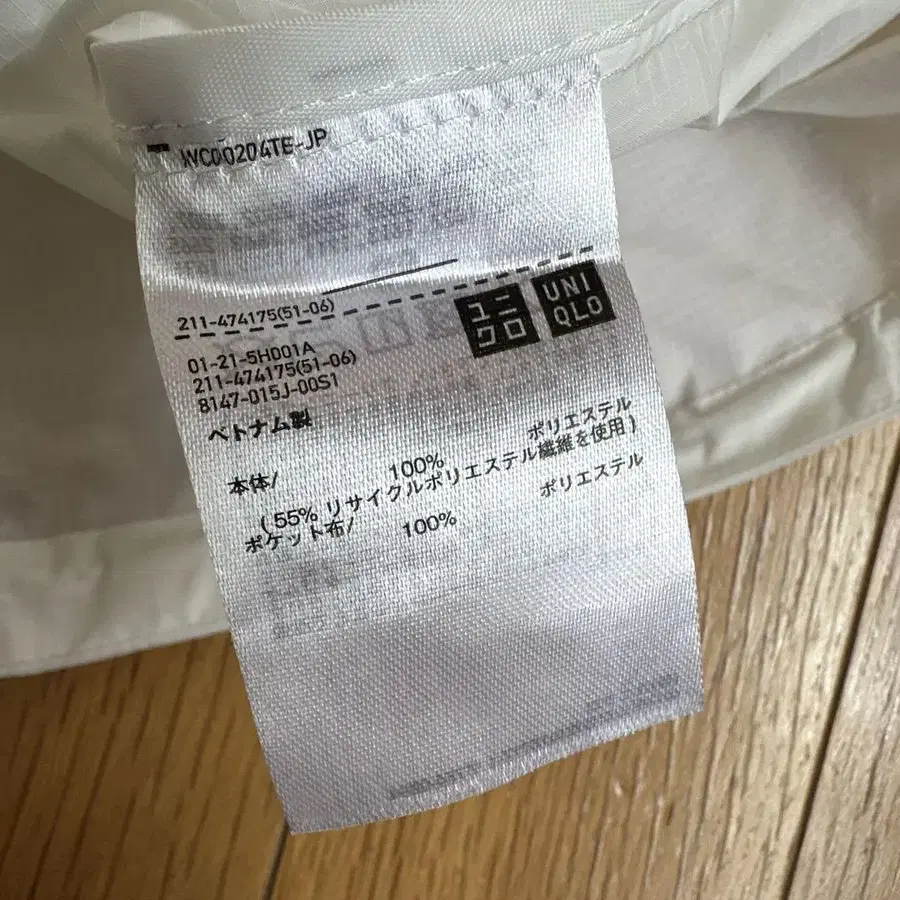 WC00204TE-JP
211-474175(51-06)
ユニ
クロ
UNI
QLO
01-21-5H001A
211-474175(51-06)
8147-015J-00S1
ベトナム製
本体/ 100% ポリエステル
( 55% リサイクルポリエステル繊維を使用 )
ポケット布/ 100% ポリエステル